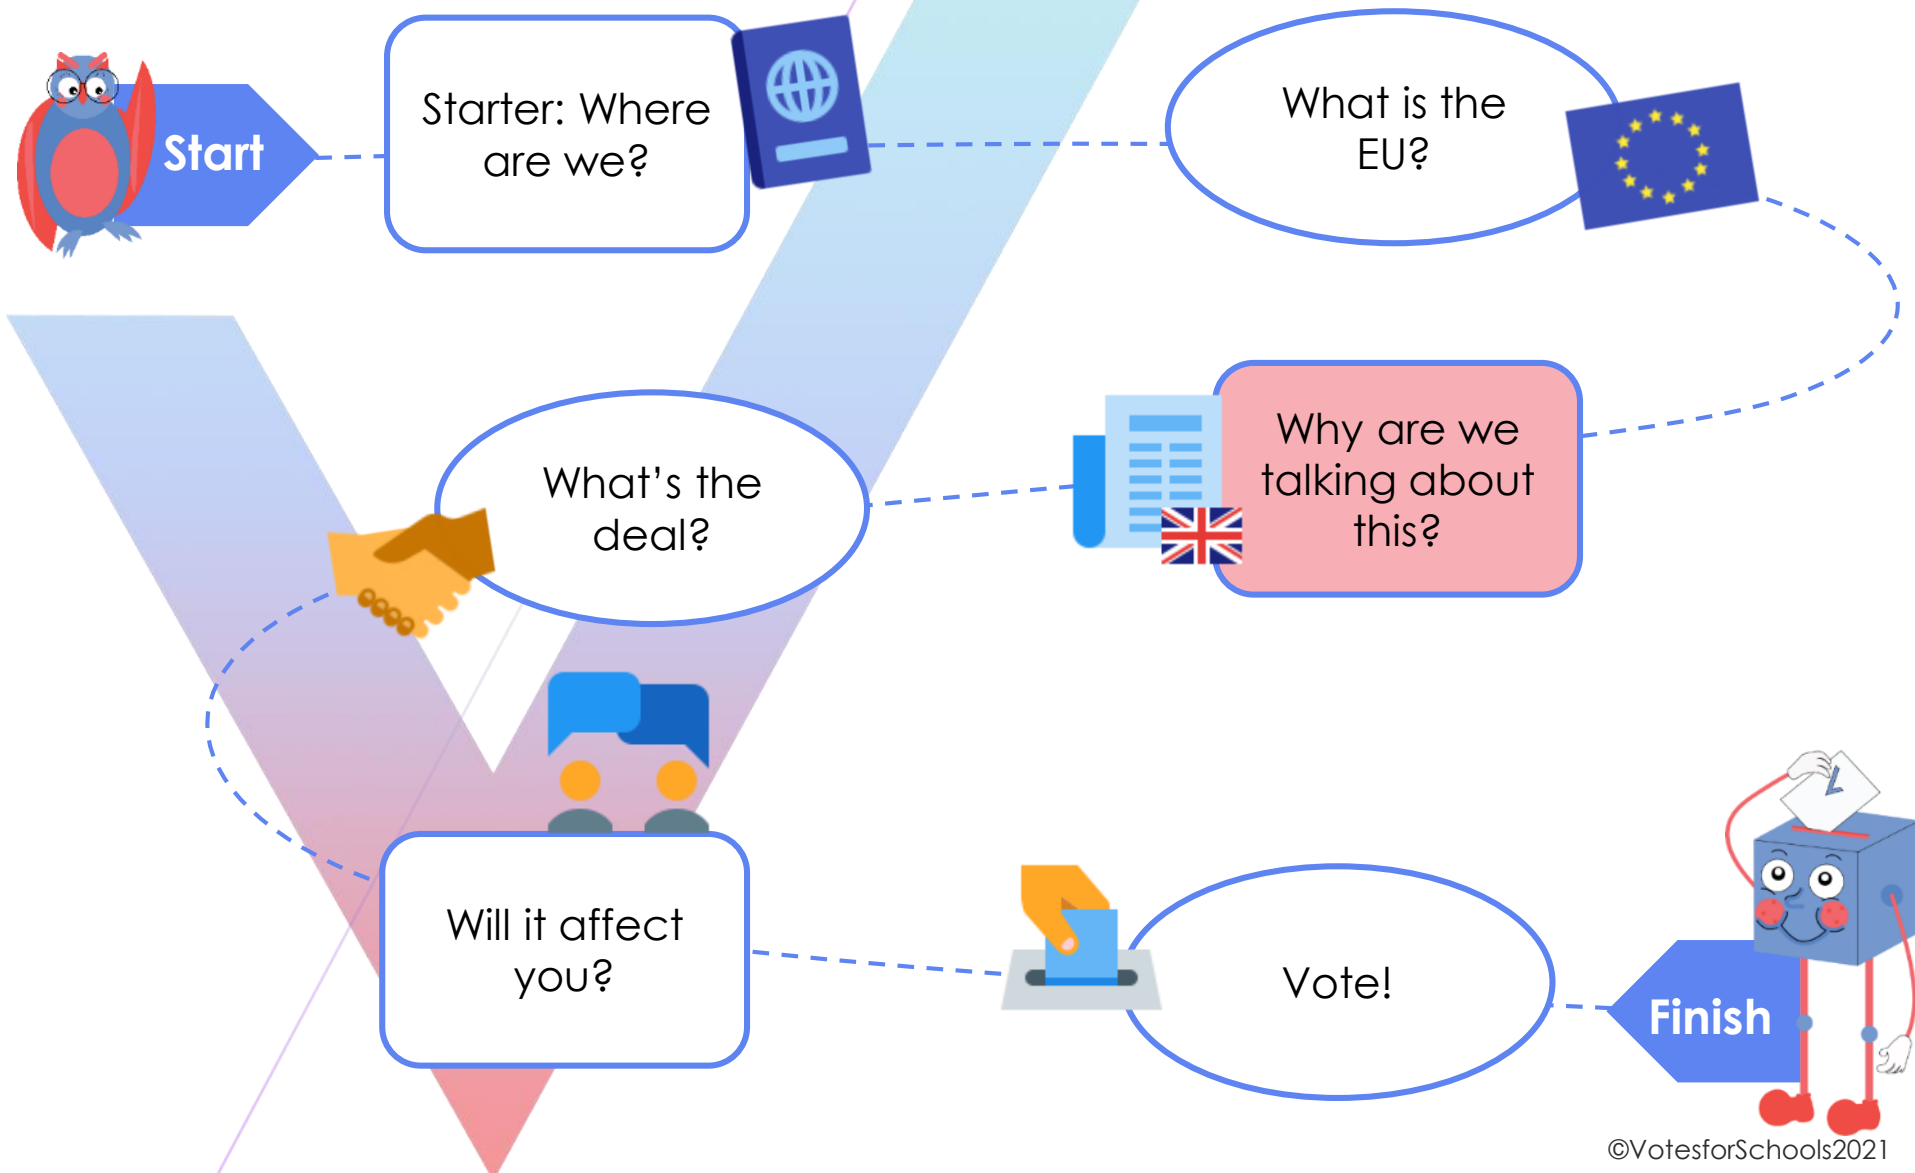 Start
Starter: Where
are we?
What is the
EU?
Why are we
talking about
this?
What’s the
deal?
Will it affect
you?
Vote!
Finish
©VotesforSchools2021